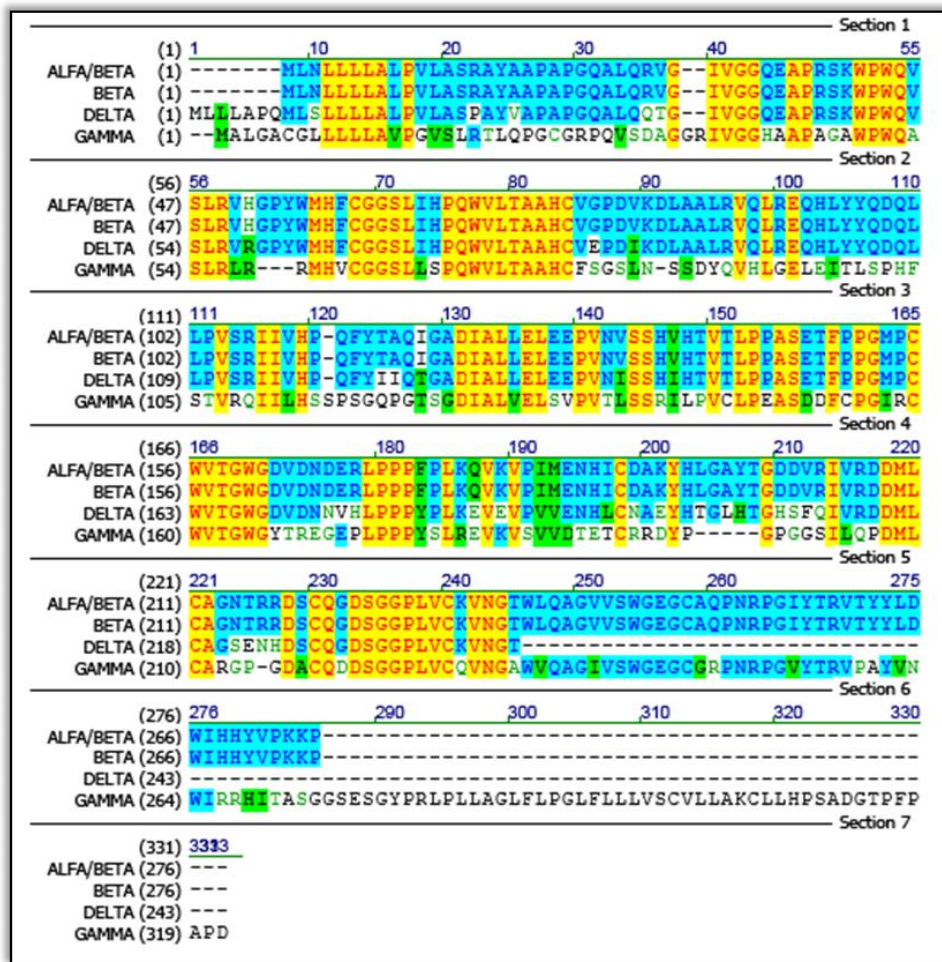 Section 1
(1) 1 10 20 30 40 55
ALFA/BETA (1) -------MLNLLLLALPVLASRAYAAPAPGQALQRVG--IVGGQEAPRSKWPWQV
BETA (1) -------MLNLLLLALPVLASRAYAAPAPGQALQRVG--IVGGQEAPRSKWPWQV
DELTA (1) MLLLAPQMLSLLLLALPVLASPAYVAPAPGQALQQTG--IVGGQEAPRSKWPWQV
GAMMA (1) --MALGACGLLLLLAVPGVSLRTLQPGCGRPQVSDAGGRIVGGHAAPAGAWPWQA
Section 2
(56) 56 70 80 90 100 110
ALFA/BETA (47) SLRVHGPYWMHFCGGSLIHPQWVLTAAHCVGPDVKDLAALRVQLREQHLYYQDQL
BETA (47) SLRVHGPYWMHFCGGSLIHPQWVLTAAHCVGPDVKDLAALRVQLREQHLYYQDQL
DELTA (54) SLRVRGPYWMHFCGGSLIHPQWVLTAAHCVEPDIKDLAALRVQLREQHLYYQDQL
GAMMA (54) SLRLR---RMHVCGGSLLSPQWVLTAAHCFSGSLN-SSDYQVHLGELEITLSPHF
Section 3
(111) 111 120 130 140 150 165
ALFA/BETA (102) LPVSRIIVHP-QFYTAQIGADIALLELEEPVNVSSHVHTVTLPPASETFPPGMPC
BETA (102) LPVSRIIVHP-QFYTAQIGADIALLELEEPVNVSSHVHTVTLPPASETFPPGMPC
DELTA (109) LPVSRIIVHP-QFYIIQTGADIALLELEEPVNISSHIHTVTLPPASETFPPGMPC
GAMMA (105) STVRQIILHSSPSGQPGTSGDIALVELSVPVTLSSRILPVCLPEASDDFCPGIRC
Section 4
(166) 166 180 190 200 210 220
ALFA/BETA (156) WVTGWGDVDNDERLPPPFPLKQVKVPIMENHICDAKYHLGAYTGDDVRIVRDDML
BETA (156) WVTGWGDVDNDERLPPPFPLKQVKVPIMENHICDAKYHLGAYTGDDVRIVRDDML
DELTA (163) WVTGWGDVDNNVHLPPPYPLKEVEVPVVENHLCNAEYHTGLHTGHSFQIVRDDML
GAMMA (160) WVTGWGYTREGEPLPPPYSLREVKVSVVDTETCRRDYP-----GPGGSILQPDML
Section 5
(221) 221 230 240 250 260 275
ALFA/BETA (211) CAGNTRRDSCQGDSGGPLVCKVNGTWLQAGVVSWGEGCAQPNRPGIYTRVTYYLD
BETA (211) CAGNTRRDSCQGDSGGPLVCKVNGTWLQAGVVSWGEGCAQPNRPGIYTRVTYYLD
DELTA (218) CAGSENHDSCQGDSGGPLVCKVNGT------------------------------
GAMMA (210) CARGP-GDACQDDSGGPLVCQVNGAWVQAGIVSWGEGCGRPNRPGVYTRVPAYVN
Section 6
(276) 276 290 300 310 320 330
ALFA/BETA (266) WIHHYVPKKP---------------------------------------------
BETA (266) WIHHYVPKKP---------------------------------------------
DELTA (243) -------------------------------------------------------
GAMMA (264) WIRRHITASGGSESGYPRLPLLAGLFLPGLFLLLVSCVLLAKCLLHPSADGTPFP
Section 7
(331)
ALFA/BETA (276) ---
BETA (276) ---
DELTA (243) ---
GAMMA (319) APD